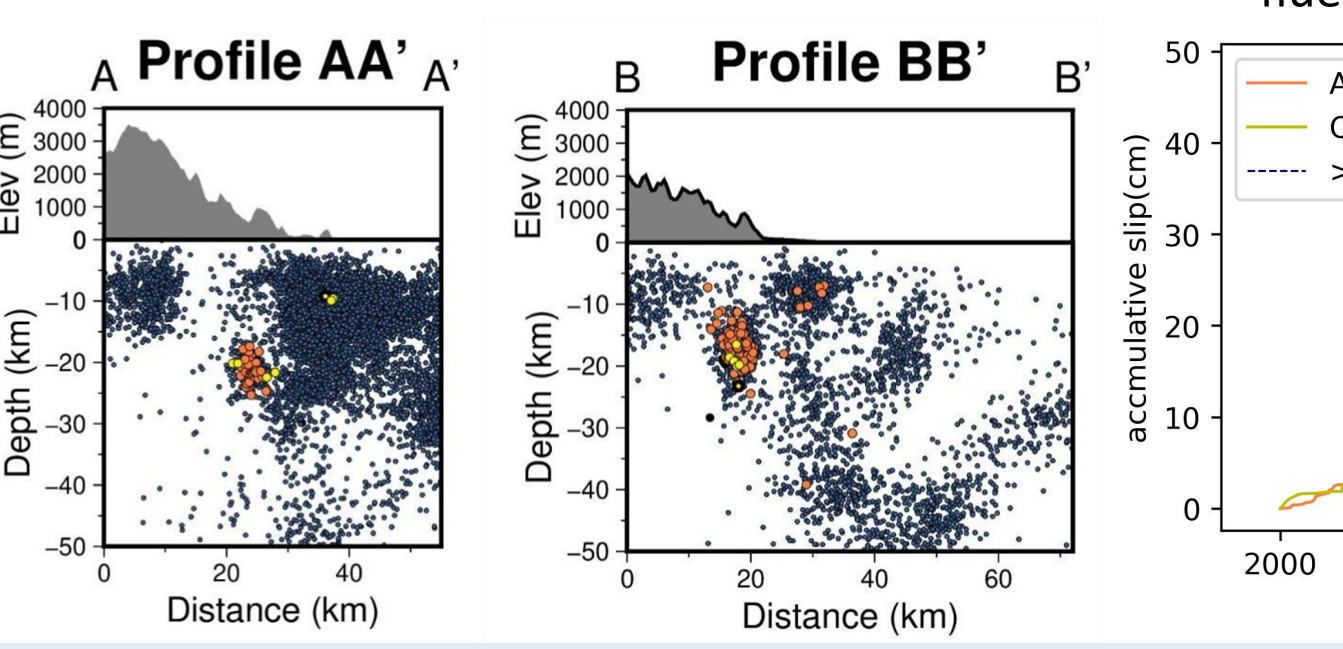 Profile AA’
A
A’
4000
3000
2000
1000
0
−10
−20
−30
−40
−50
Elev (m)
Depth (km)
0
20
40
Distance (km)
Profile BB’
B
B’
4000
3000
2000
1000
0
−10
−20
−30
−40
−50
Elev (m)
Depth (km)
0
20
40
60
Distance (km)
50
40
30
20
10
0
accmulative slip(cm)
A
>
2000